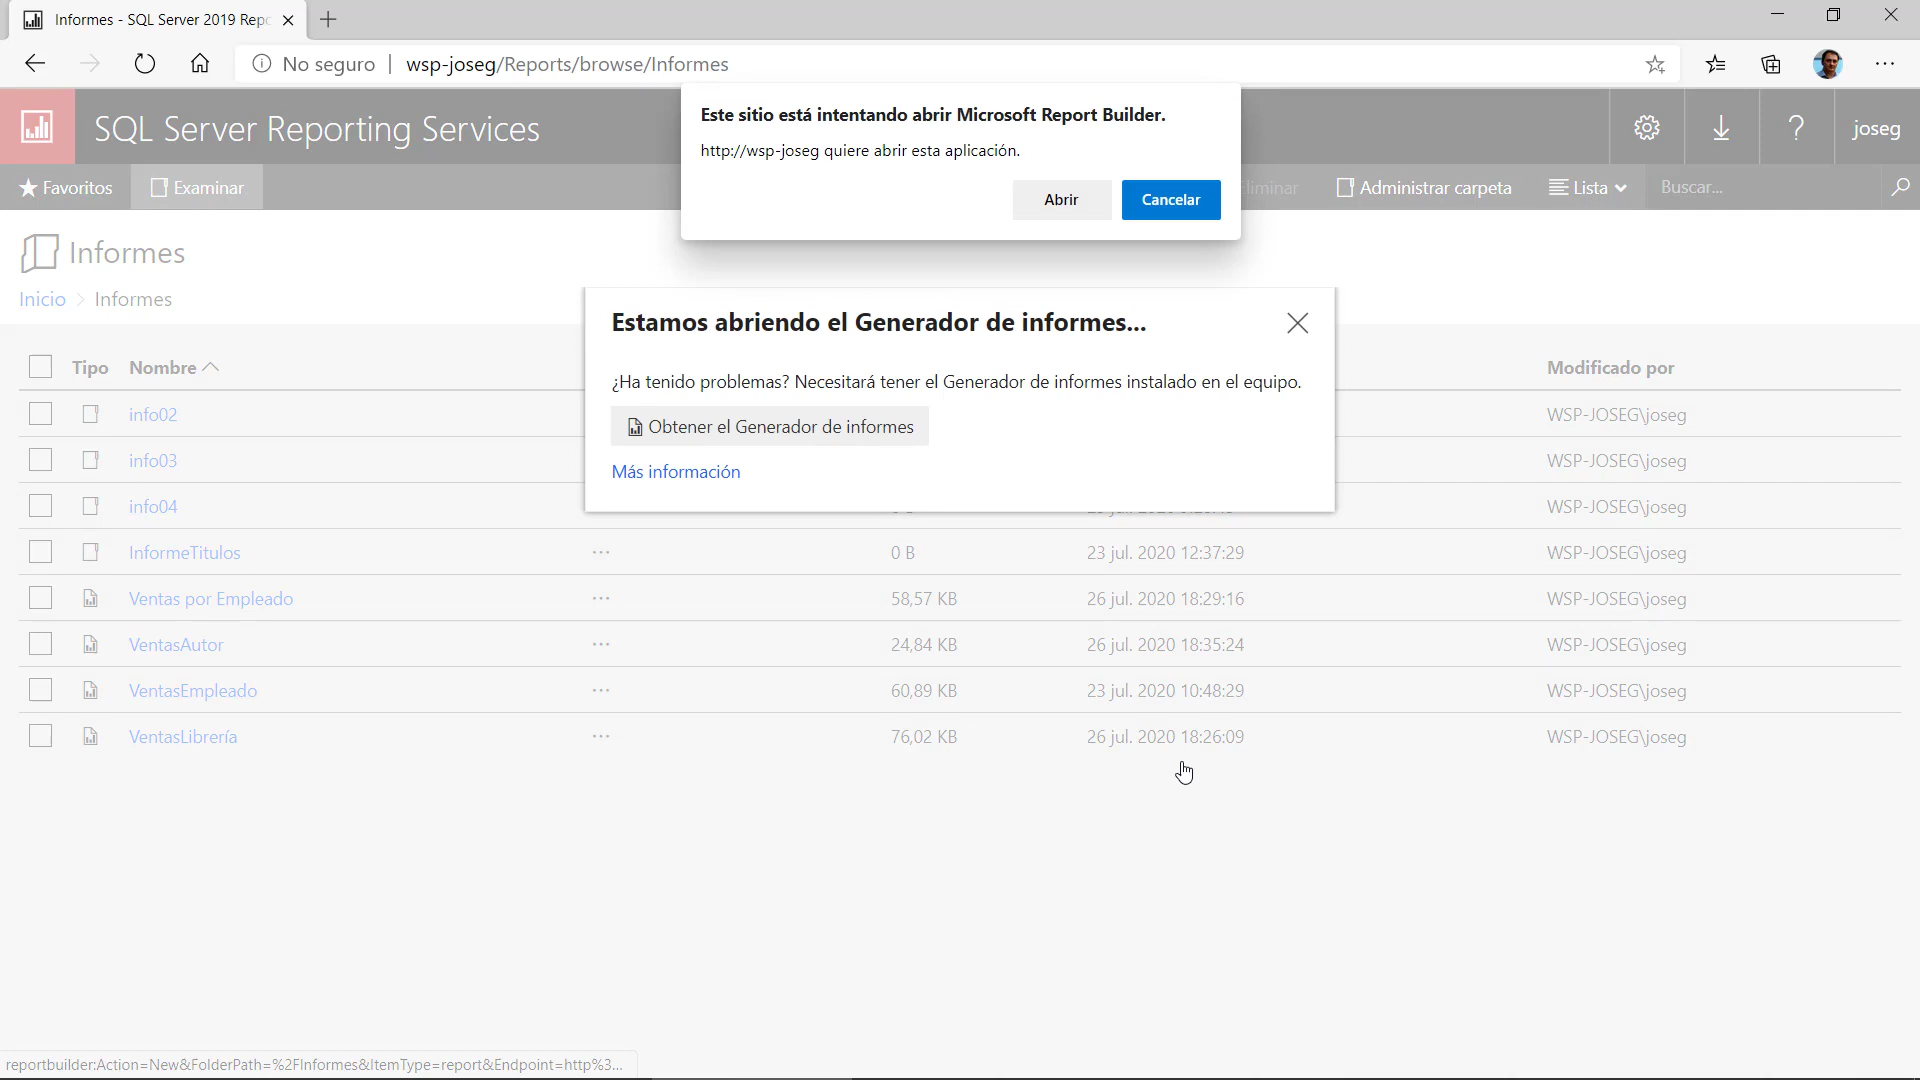 Informes - SQL Server 2019 Repo
No seguro | wsp-joseg/Reports/browse/Informes
Este sitio está intentando abrir Microsoft Report Builder.
http://wsp-joseg quiere abrir esta aplicación.
Abrir Cancelar
SQL Server Reporting Services
? joseg
Favoritos Examinar Administrar carpeta Lista Buscar...
Informes
Inicio > Informes
Estamos abriendo el Generador de informes...
¿Ha tenido problemas? Necesitará tener el Generador de informes instalado en el equipo.
Obtener el Generador de informes
Más información
Tipo Nombre Modificado por
info02 WSP-JOSEG\joseg
info03 WSP-JOSEG\joseg
info04 WSP-JOSEG\joseg
InformeTitulos ... 0 B 23 jul. 2020 12:37:29 WSP-JOSEG\joseg
Ventas por Empleado ... 58,57 KB 26 jul. 2020 18:29:16 WSP-JOSEG\joseg
VentasAutor ... 24,84 KB 26 jul. 2020 18:35:24 WSP-JOSEG\joseg
VentasEmpleado ... 60,89 KB 23 jul. 2020 10:48:29 WSP-JOSEG\joseg
VentasLibrería ... 76,02 KB 26 jul. 2020 18:26:09 WSP-JOSEG\joseg
reportbuilder:Action=New&FolderPath=%2FInformes&ItemType=report&Endpoint=http%3...